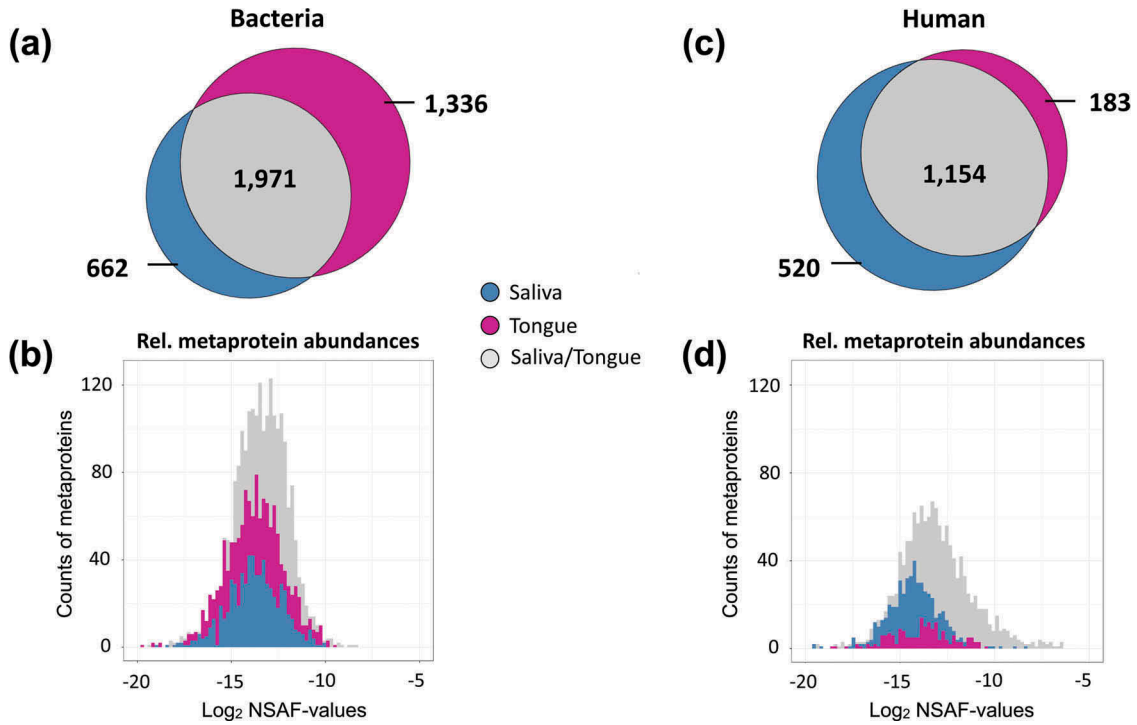 (a)
Bacteria
1,336
1,971
662
(c)
Human
183
1,154
520
Saliva
Tongue
Saliva/Tongue
(b)
Rel. metaprotein abundances
Counts of metaproteins
120
80
40
0
-20
-15
-10
-5
Log₂ NSAF-values
(d)
Rel. metaprotein abundances
Counts of metaproteins
120
80
40
0
-20
-15
-10
-5
Log₂ NSAF-values